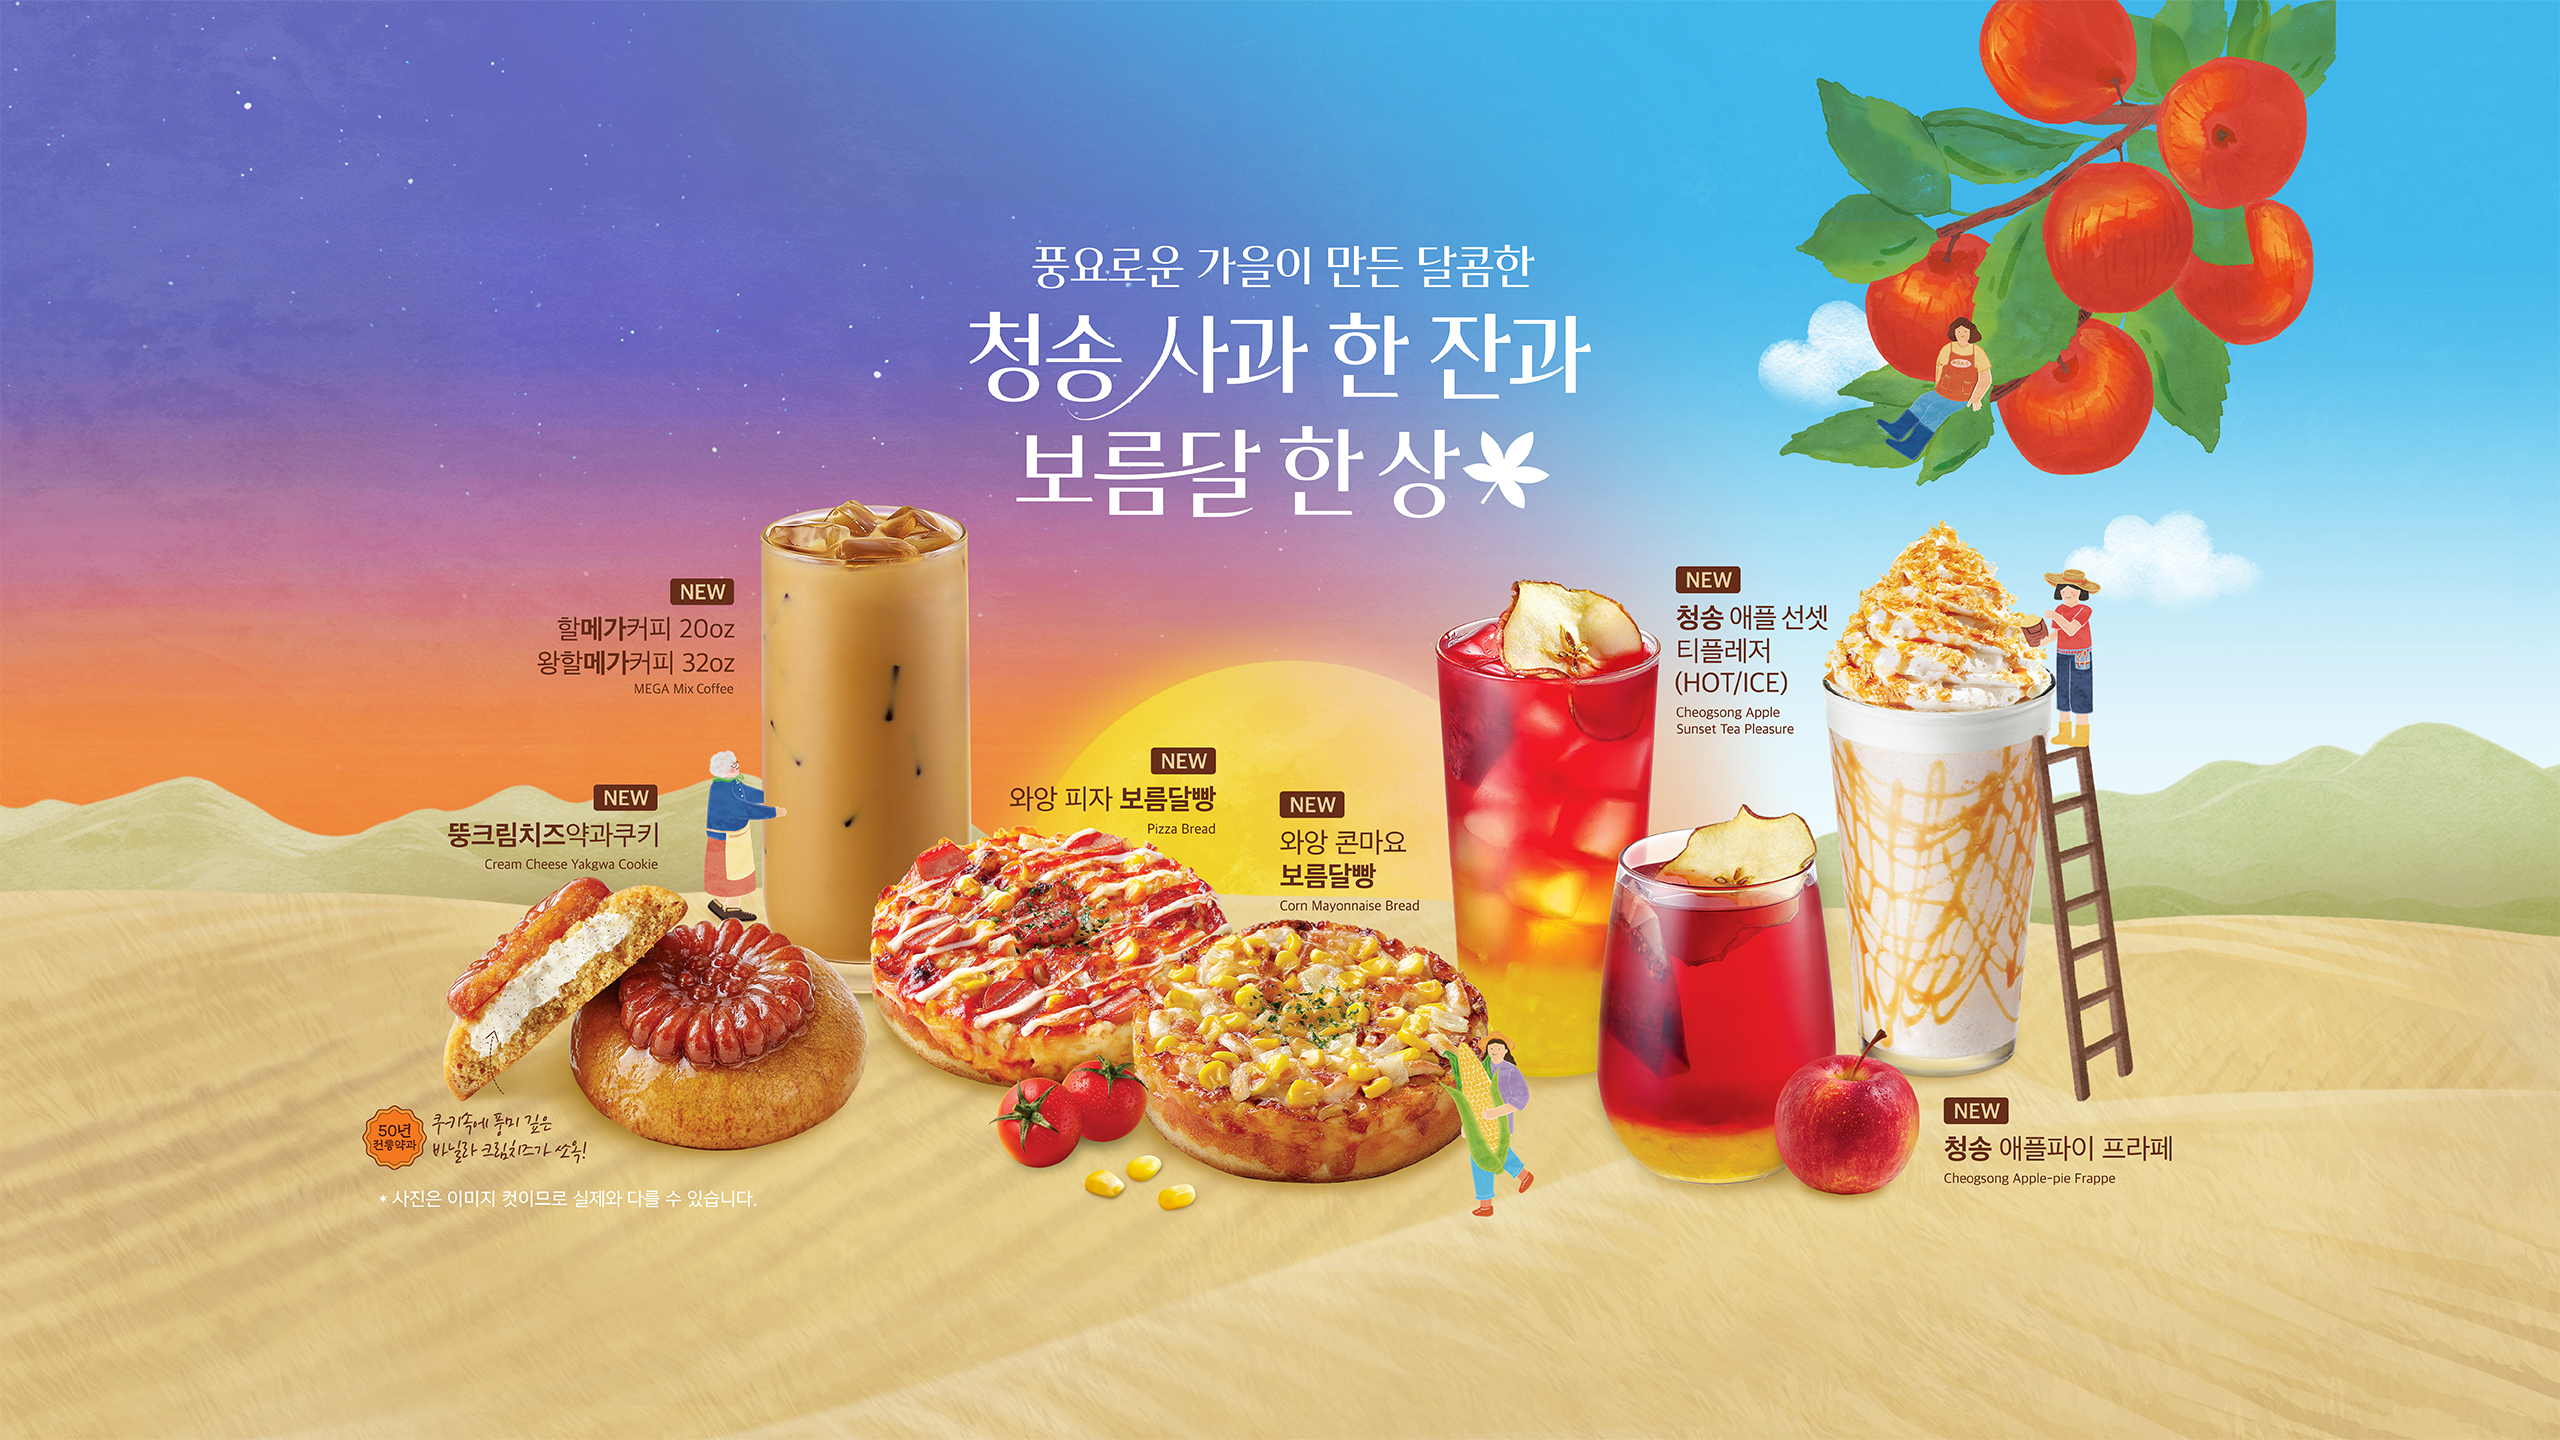 풍요로운 가을이 만든 달콤한
청송 사과 한 잔과
보름달 한 상
NEW
할메가커피 20oz
왕할메가커피 32oz
MEGA Mix Coffee
NEW
뚱크림치즈약과쿠키
Cream Cheese Yakgwa Cookie
50년
전통약과
쿠키속에 풍미 깊은
바닐라 크림치즈가 쏘옥!
* 사진은 이미지 컷이므로 실제와 다를 수 있습니다.
NEW
와앙 피자 보름달빵
Pizza Bread
NEW
와앙 콘마요
보름달빵
Corn Mayonnaise Bread
NEW
청송 애플 선셋
티플레저
(HOT/ICE)
Cheogsong Apple
Sunset Tea Pleasure
NEW
청송 애플파이 프라페
Cheogsong Apple-pie Frappe